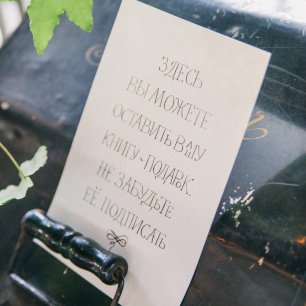 ЗДЕСЬ
ВЫ МОЖЕТЕ
ОСТАВИТЬ ВАШУ
КНИГУ-ПОДАРОК.
НЕ ЗАБУДЬТЕ
ЕЁ ПОДПИСАТЬ